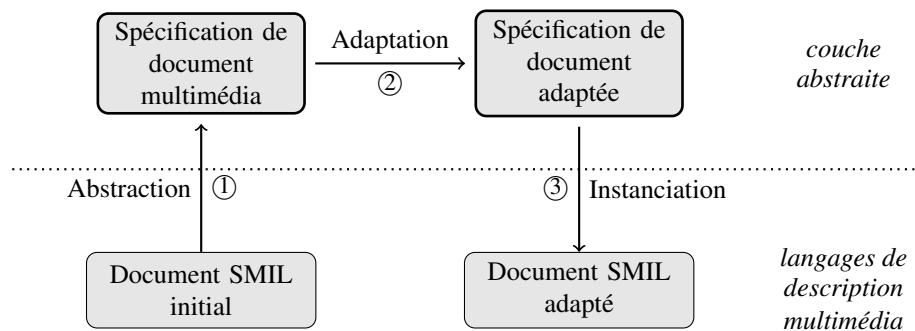 Spécification de
document
multimédia
Adaptation
②
Spécification de
document
adaptée
couche
abstraite
Abstraction ①
③ Instanciation
Document SMIL
initial
Document SMIL
adapté
langages de
description
multimédia